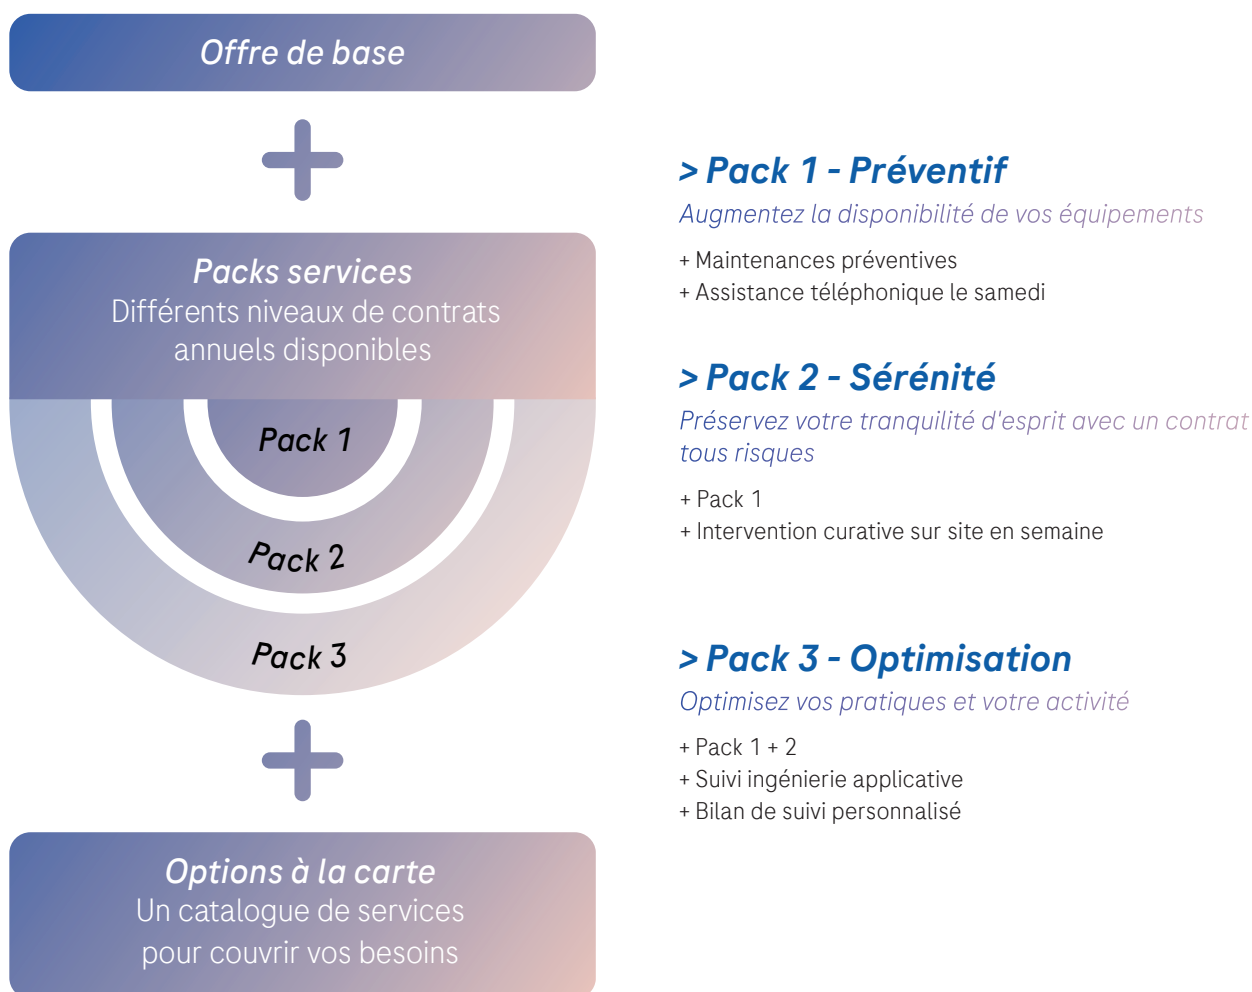 Offre de base
Packs services
Différents niveaux de contrats
annuels disponibles
Pack 1
Pack 2
Pack 3
Options à la carte
Un catalogue de services
pour couvrir vos besoins
> Pack 1 - Préventif
Augmentez la disponibilité de vos équipements
+ Maintenances préventives
+ Assistance téléphonique le samedi
> Pack 2 - Sérénité
Préservez votre tranquilité d'esprit avec un contrat
tous risques
+ Pack 1
+ Intervention curative sur site en semaine
> Pack 3 - Optimisation
Optimisez vos pratiques et votre activité
+ Pack 1 + 2
+ Suivi ingénierie applicative
+ Bilan de suivi personnalisé